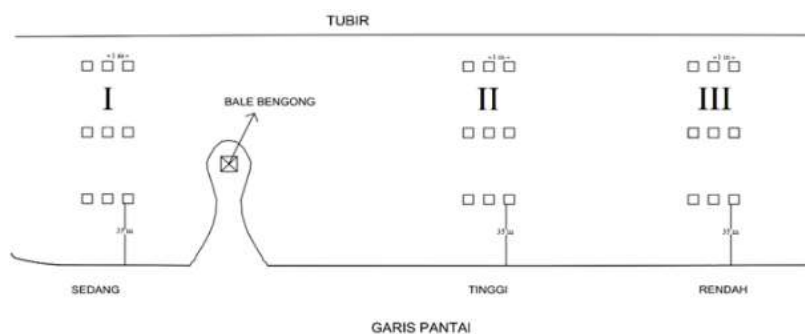 TUBIR
I
II
III
BALE BENGONG
SEDANG
TINGGI
RENDAH
GARIS PANTAI